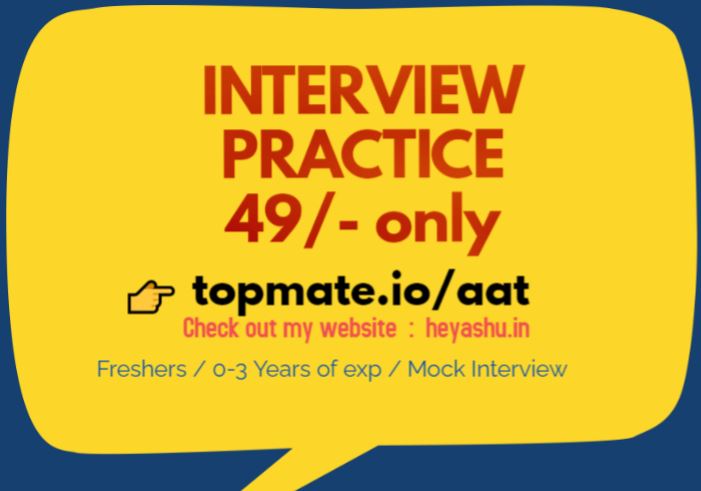 INTERVIEW
PRACTICE
49/- only
topmate.io/aat
Check out my website : heyashu.in
Freshers / 0-3 Years of exp / Mock Interview